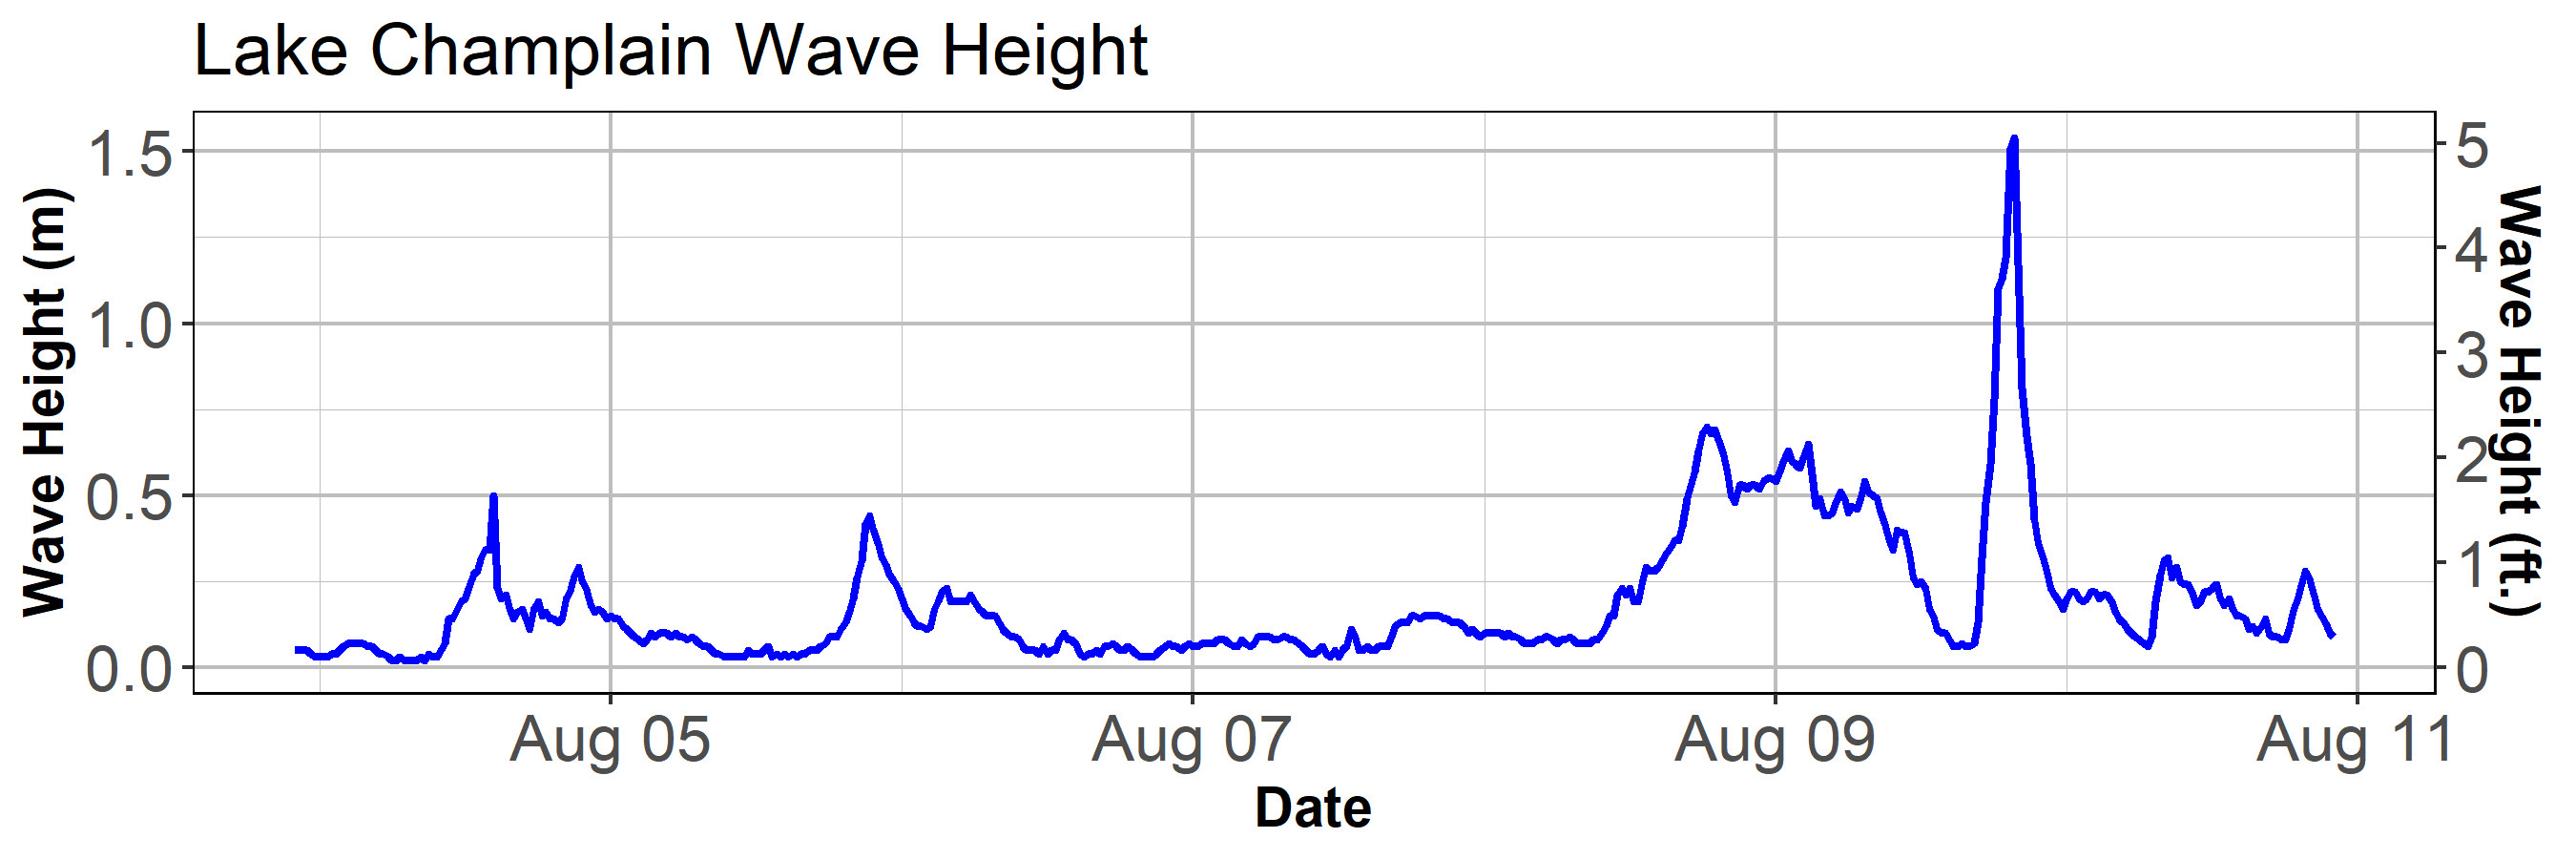 Lake Champlain Wave Height
Wave Height (m)
1.5
1.0
0.5
0.0
5
4
3
2
1
0
Wave Height (ft.)
Aug 05
Aug 07
Aug 09
Aug 11
Date